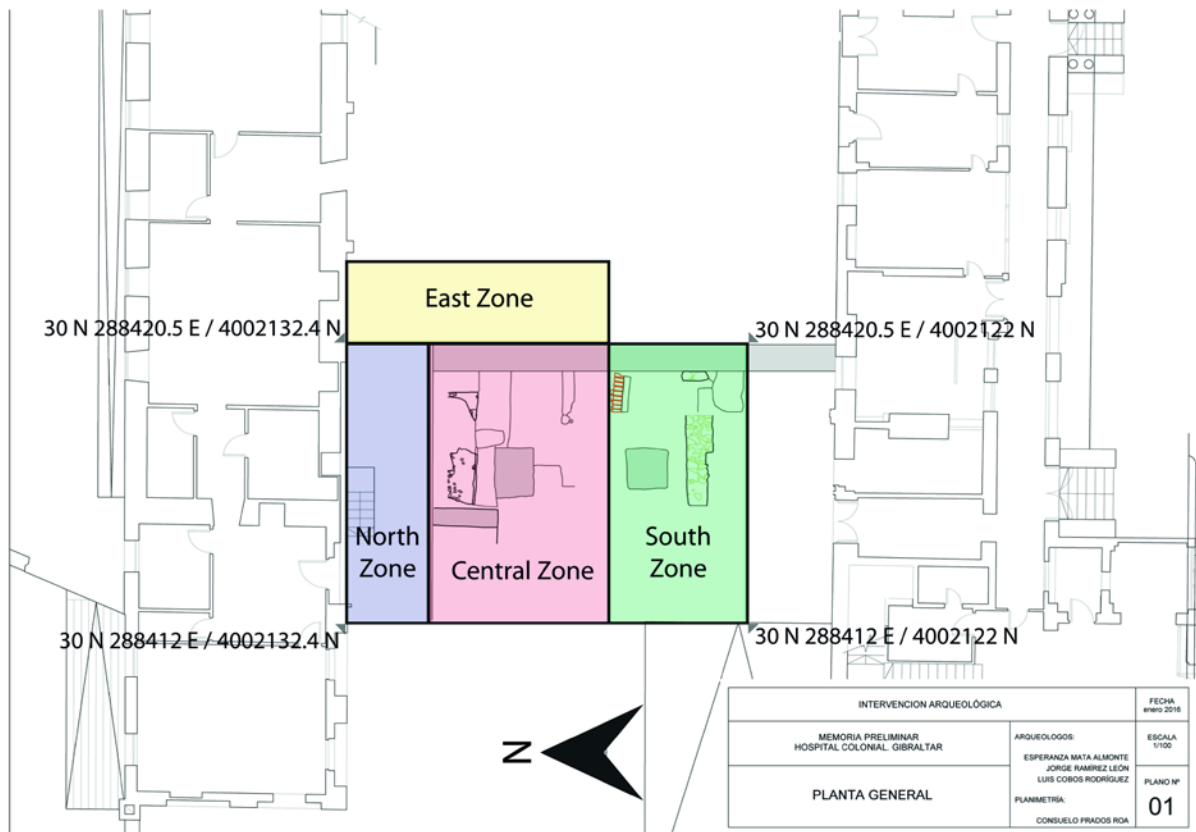 East Zone
30 N 288420.5 E / 4002132.4 N
30 N 288420.5 E / 4002122 N
North
Zone
Central Zone
South
Zone
30 N 288412 E / 4002132.4 N
30 N 288412 E / 4002122 N
N
INTERVENCION ARQUEOLÓGICA
FECHA
enero 2016
MEMORIA PRELIMINAR
HOSPITAL COLONIAL. GIBRALTAR
ARQUEOLOGOS:
ESPERANZA MATA ALMONTE
JORGE RAMÍREZ LEÓN
LUIS COBOS RODRÍGUEZ
ESCALA
1/100
PLANTA GENERAL
PLANIMETRÍA:
CONSUELO PRADOS ROA
PLANO Nº
01